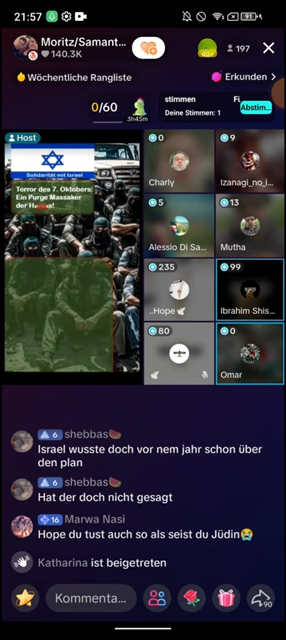 21:57
91
Moritz/Samant...
140.3K
40+
197
Wöchentliche Rangliste
Erkunden >
0/60
3h45m
stimmen
Fi
Deine Stimmen: 1
Abstim...
Host
Solidarität mit Israel
Terror des 7. Oktobers:
Ein Purge Massaker
der Hamas!
0
Charly
9
Izanagi_no_i...
5
Alessio Di Sa...
13
Mutha
235
..Hope
99
Ibrahim Shis...
80
0
Omar
6 shebbas
Israel wusste doch vor nem jahr schon über
den plan
6 shebbas
Hat der doch nicht gesagt
16 Marwa Nasi
Hope du tust auch so als seist du Jüdin😭
Katharina ist beigetreten
Kommenta...
90